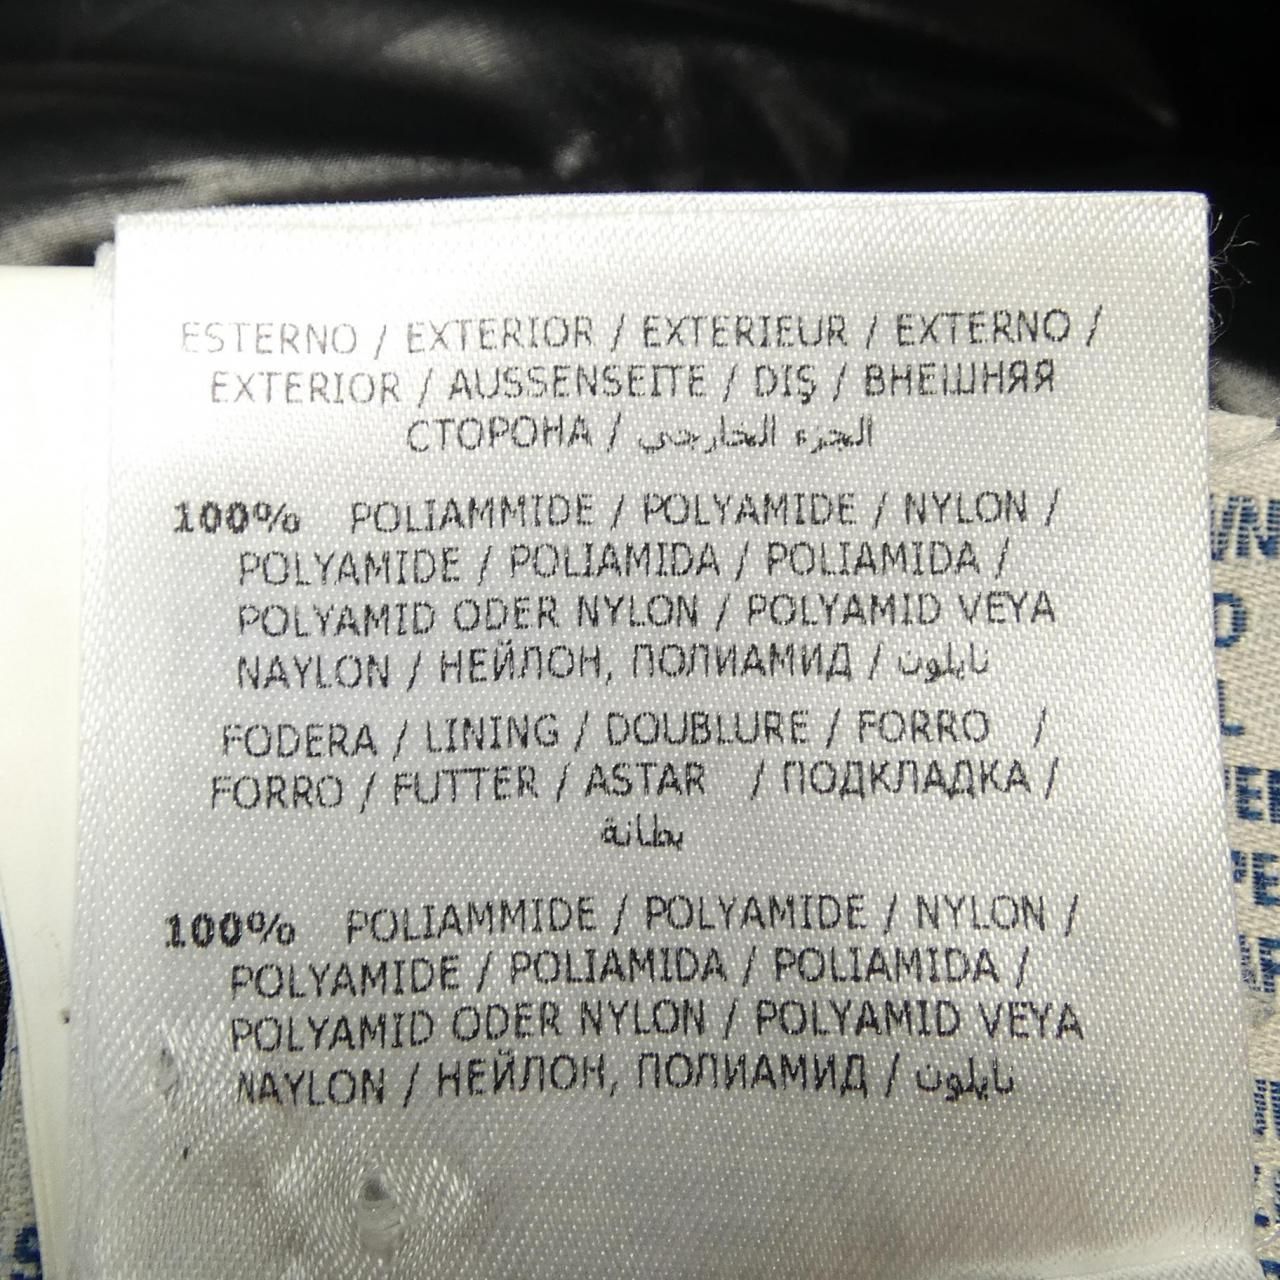 ESTERNO / EXTERIOR / EXTERIEUR / EXTERNO /
EXTERIOR / AUSSENSEITE / DIŞ / ВНЕШНЯЯ
СТОРОНА / الجزء الخارجي
100% POLIAMMIDE / POLYAMIDE / NYLON /
POLYAMIDE / POLIAMIDA / POLIAMIDA /
POLYAMID ODER NYLON / POLYAMID VEYA
NAYLON / НЕЙЛОН, ПОЛИАМИД / نايلون
FODERA / LINING / DOUBLURE / FORRO /
FORRO / FUTTER / ASTAR / ПОДКЛАДКА /
بطانة
100% POLIAMMIDE / POLYAMIDE / NYLON /
POLYAMIDE / POLIAMIDA / POLIAMIDA /
POLYAMID ODER NYLON / POLYAMID VEYA
NAYLON / НЕЙЛОН, ПОЛИАМИД / نايلون